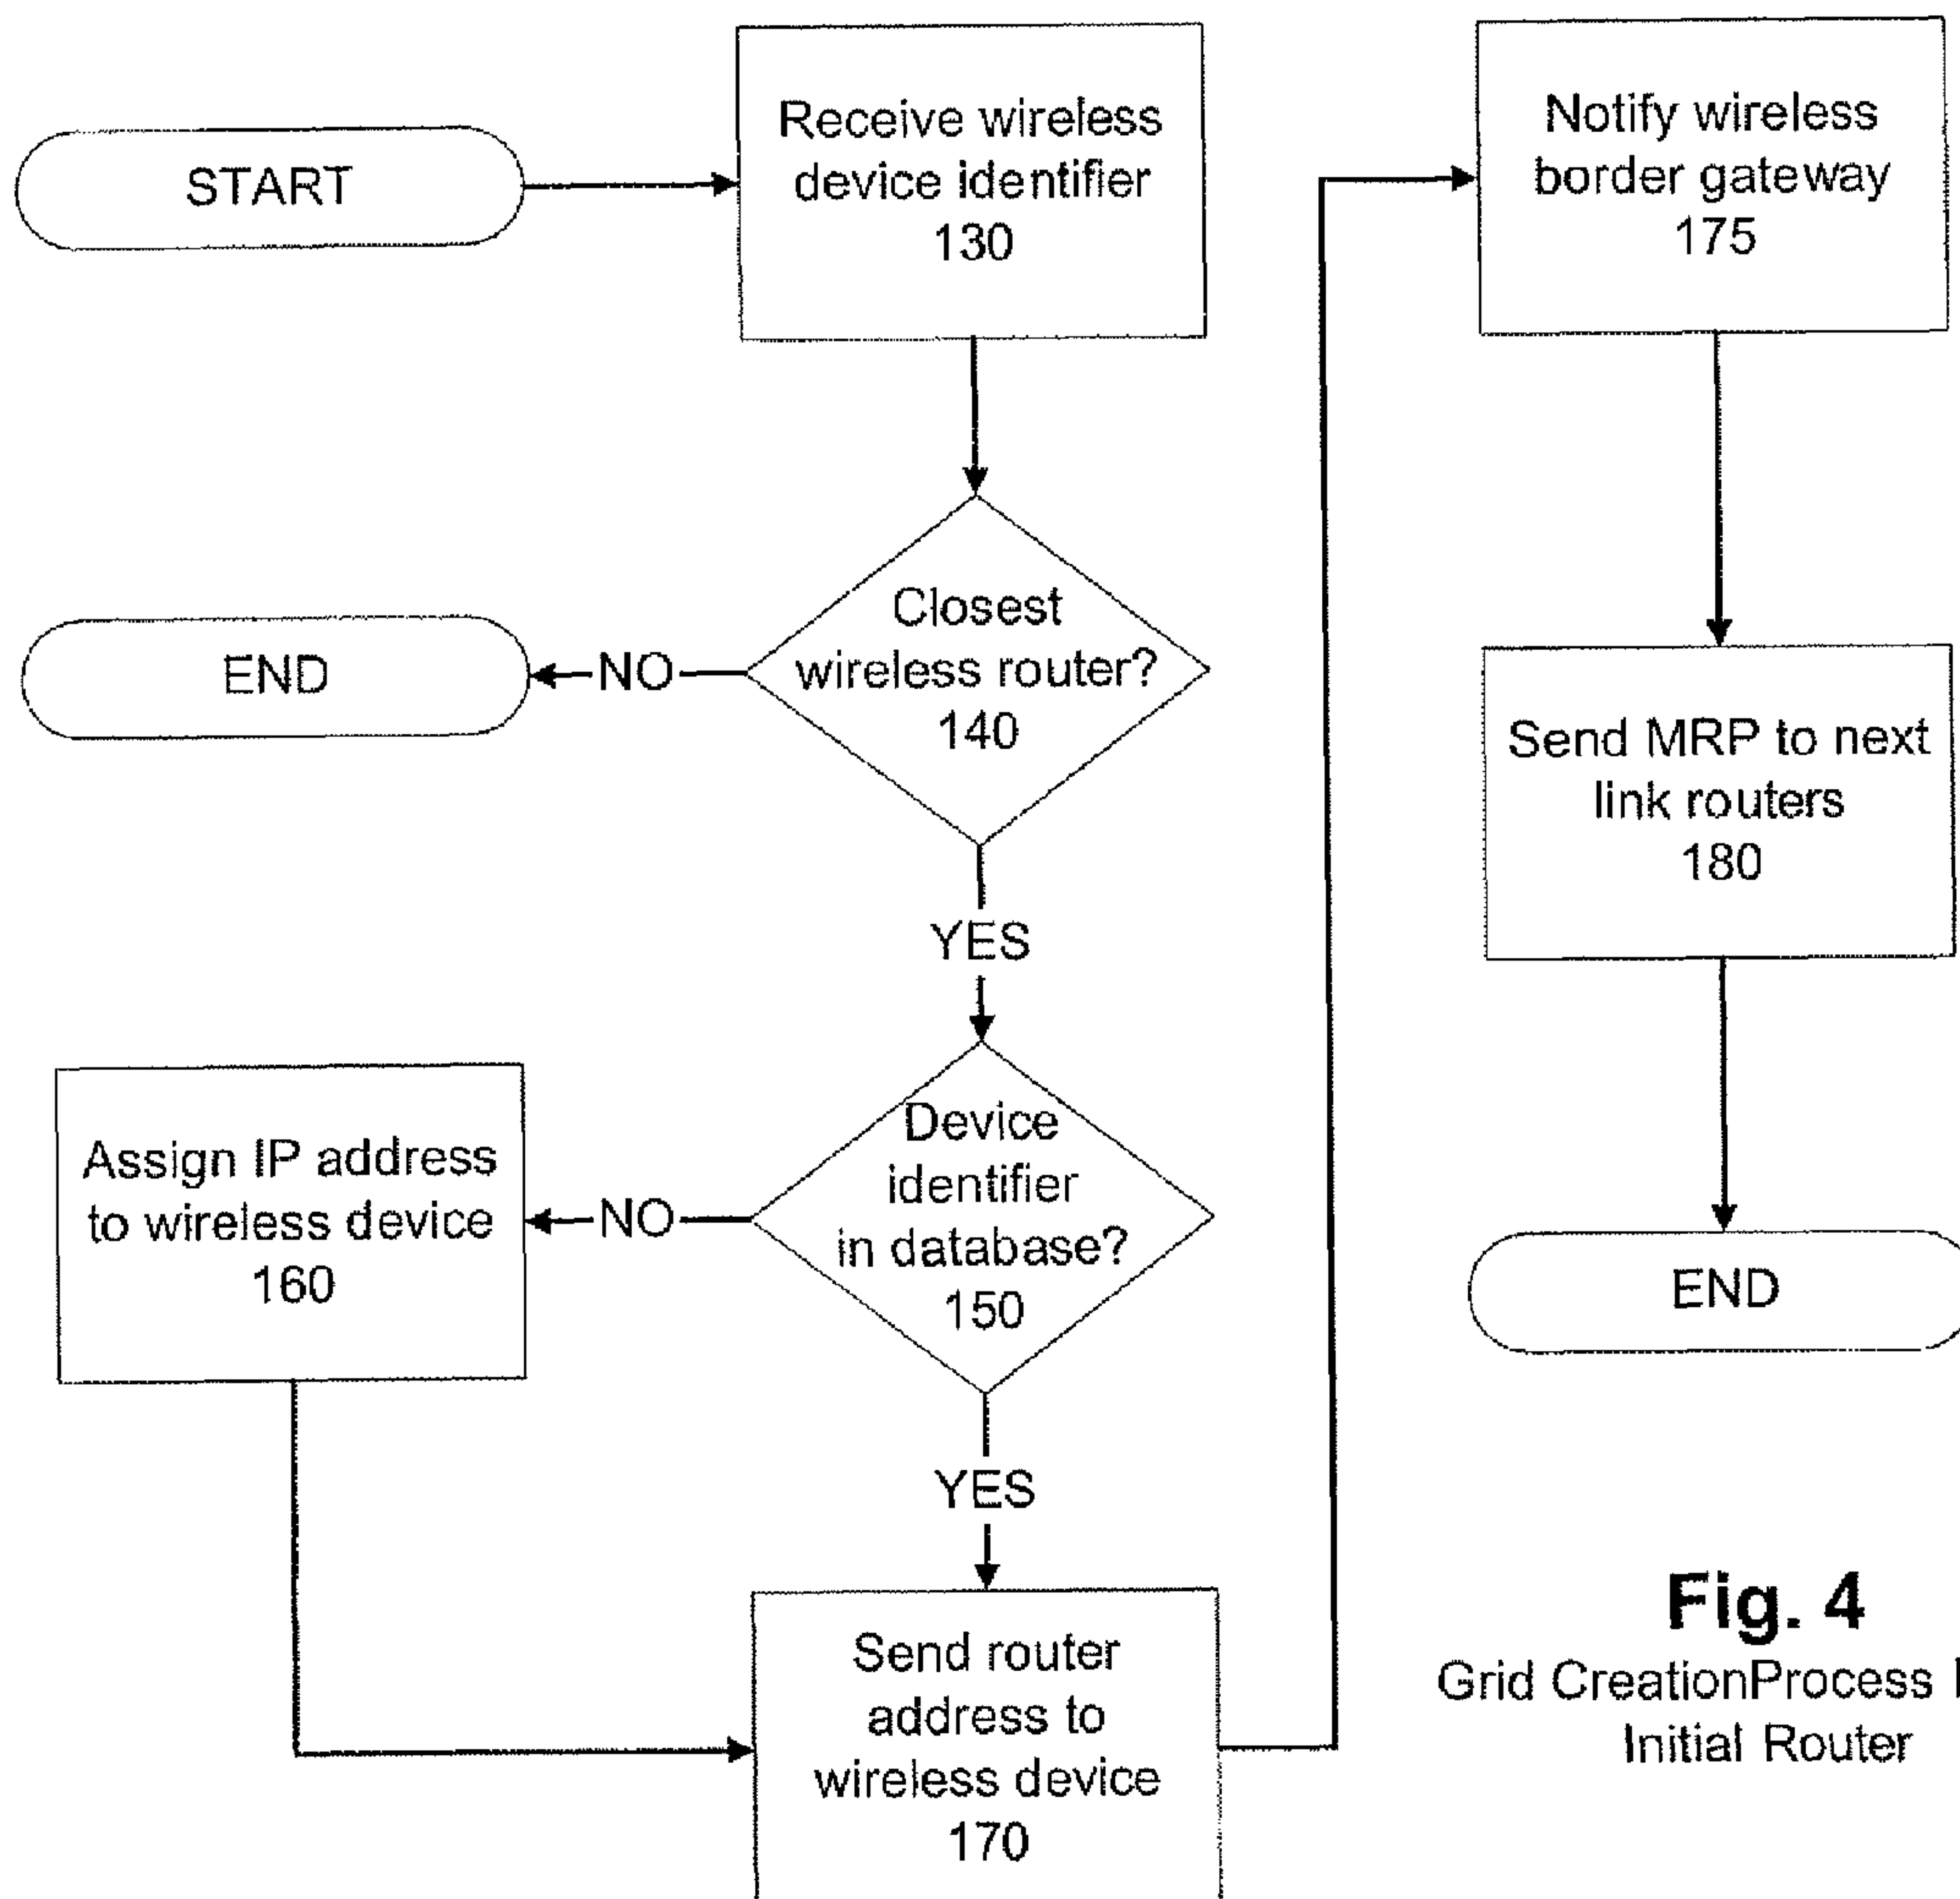 START
Receive wireless
device identifier
130
Closest
wireless router?
140
NO
END
YES
Device
identifier
in database?
150
NO
Assign IP address
to wireless device
160
YES
Send router
address to
wireless device
170
Notify wireless
border gateway
175
Send MRP to next
link routers
180
END
Fig. 4
Grid CreationProcess
Initial Router